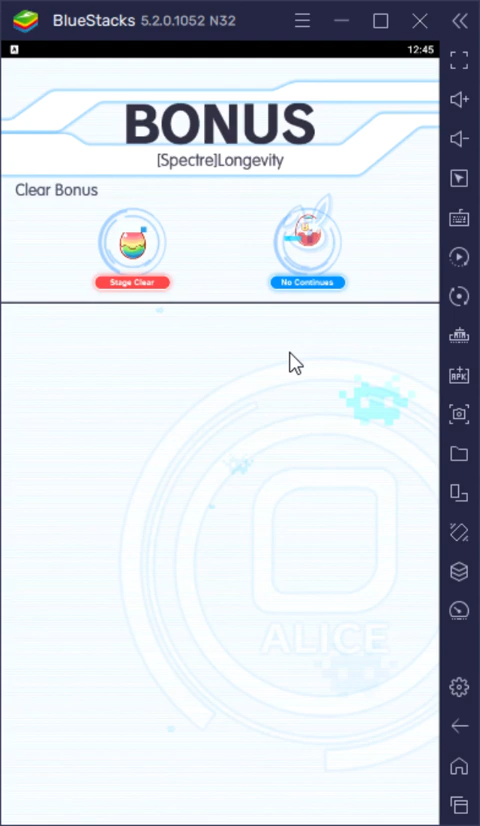 BlueStacks 5.2.0.1052 N32
A 12:45
BONUS
[Spectre]Longevity
Clear Bonus
Stage Clear
No Continues
ALICE